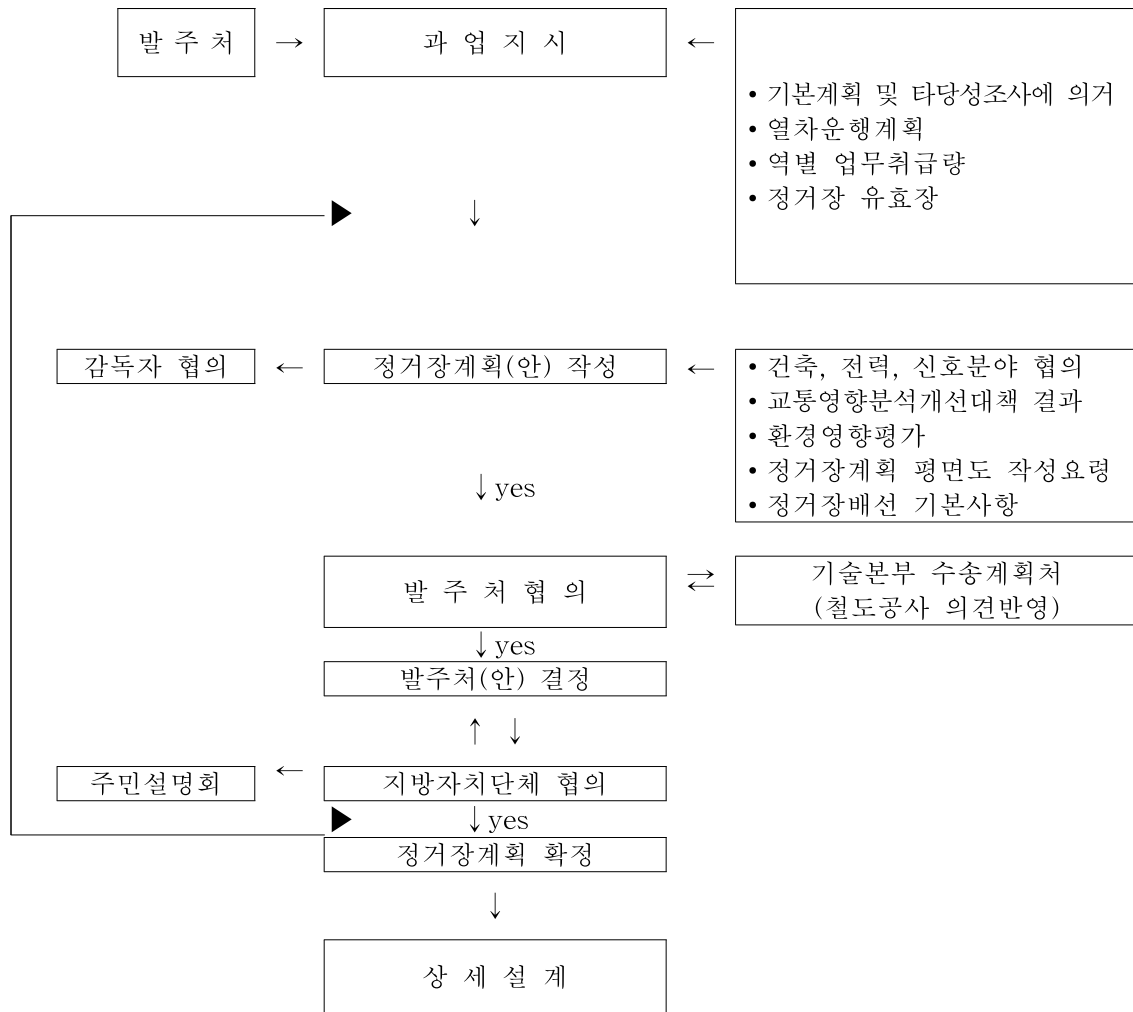 발 주 처 → 과 업 지 시 ←
• 기본계획 및 타당성조사에 의거
• 열차운행계획
• 역별 업무취급량
• 정거장 유효장
▶ ↓
감독자 협의 ← 정거장계획(안) 작성 ←
• 건축, 전력, 신호분야 협의
• 교통영향분석개선대책 결과
• 환경영향평가
• 정거장계획 평면도 작성요령
• 정거장배선 기본사항
↓yes
발 주 처 협 의 ⇄ 기술본부 수송계획처
(철도공사 의견반영)
↓yes
발주처(안) 결정
↑ ↓
주민설명회 ← 지방자치단체 협의
▶ ↓yes
정거장계획 확정
↓
상 세 설 계